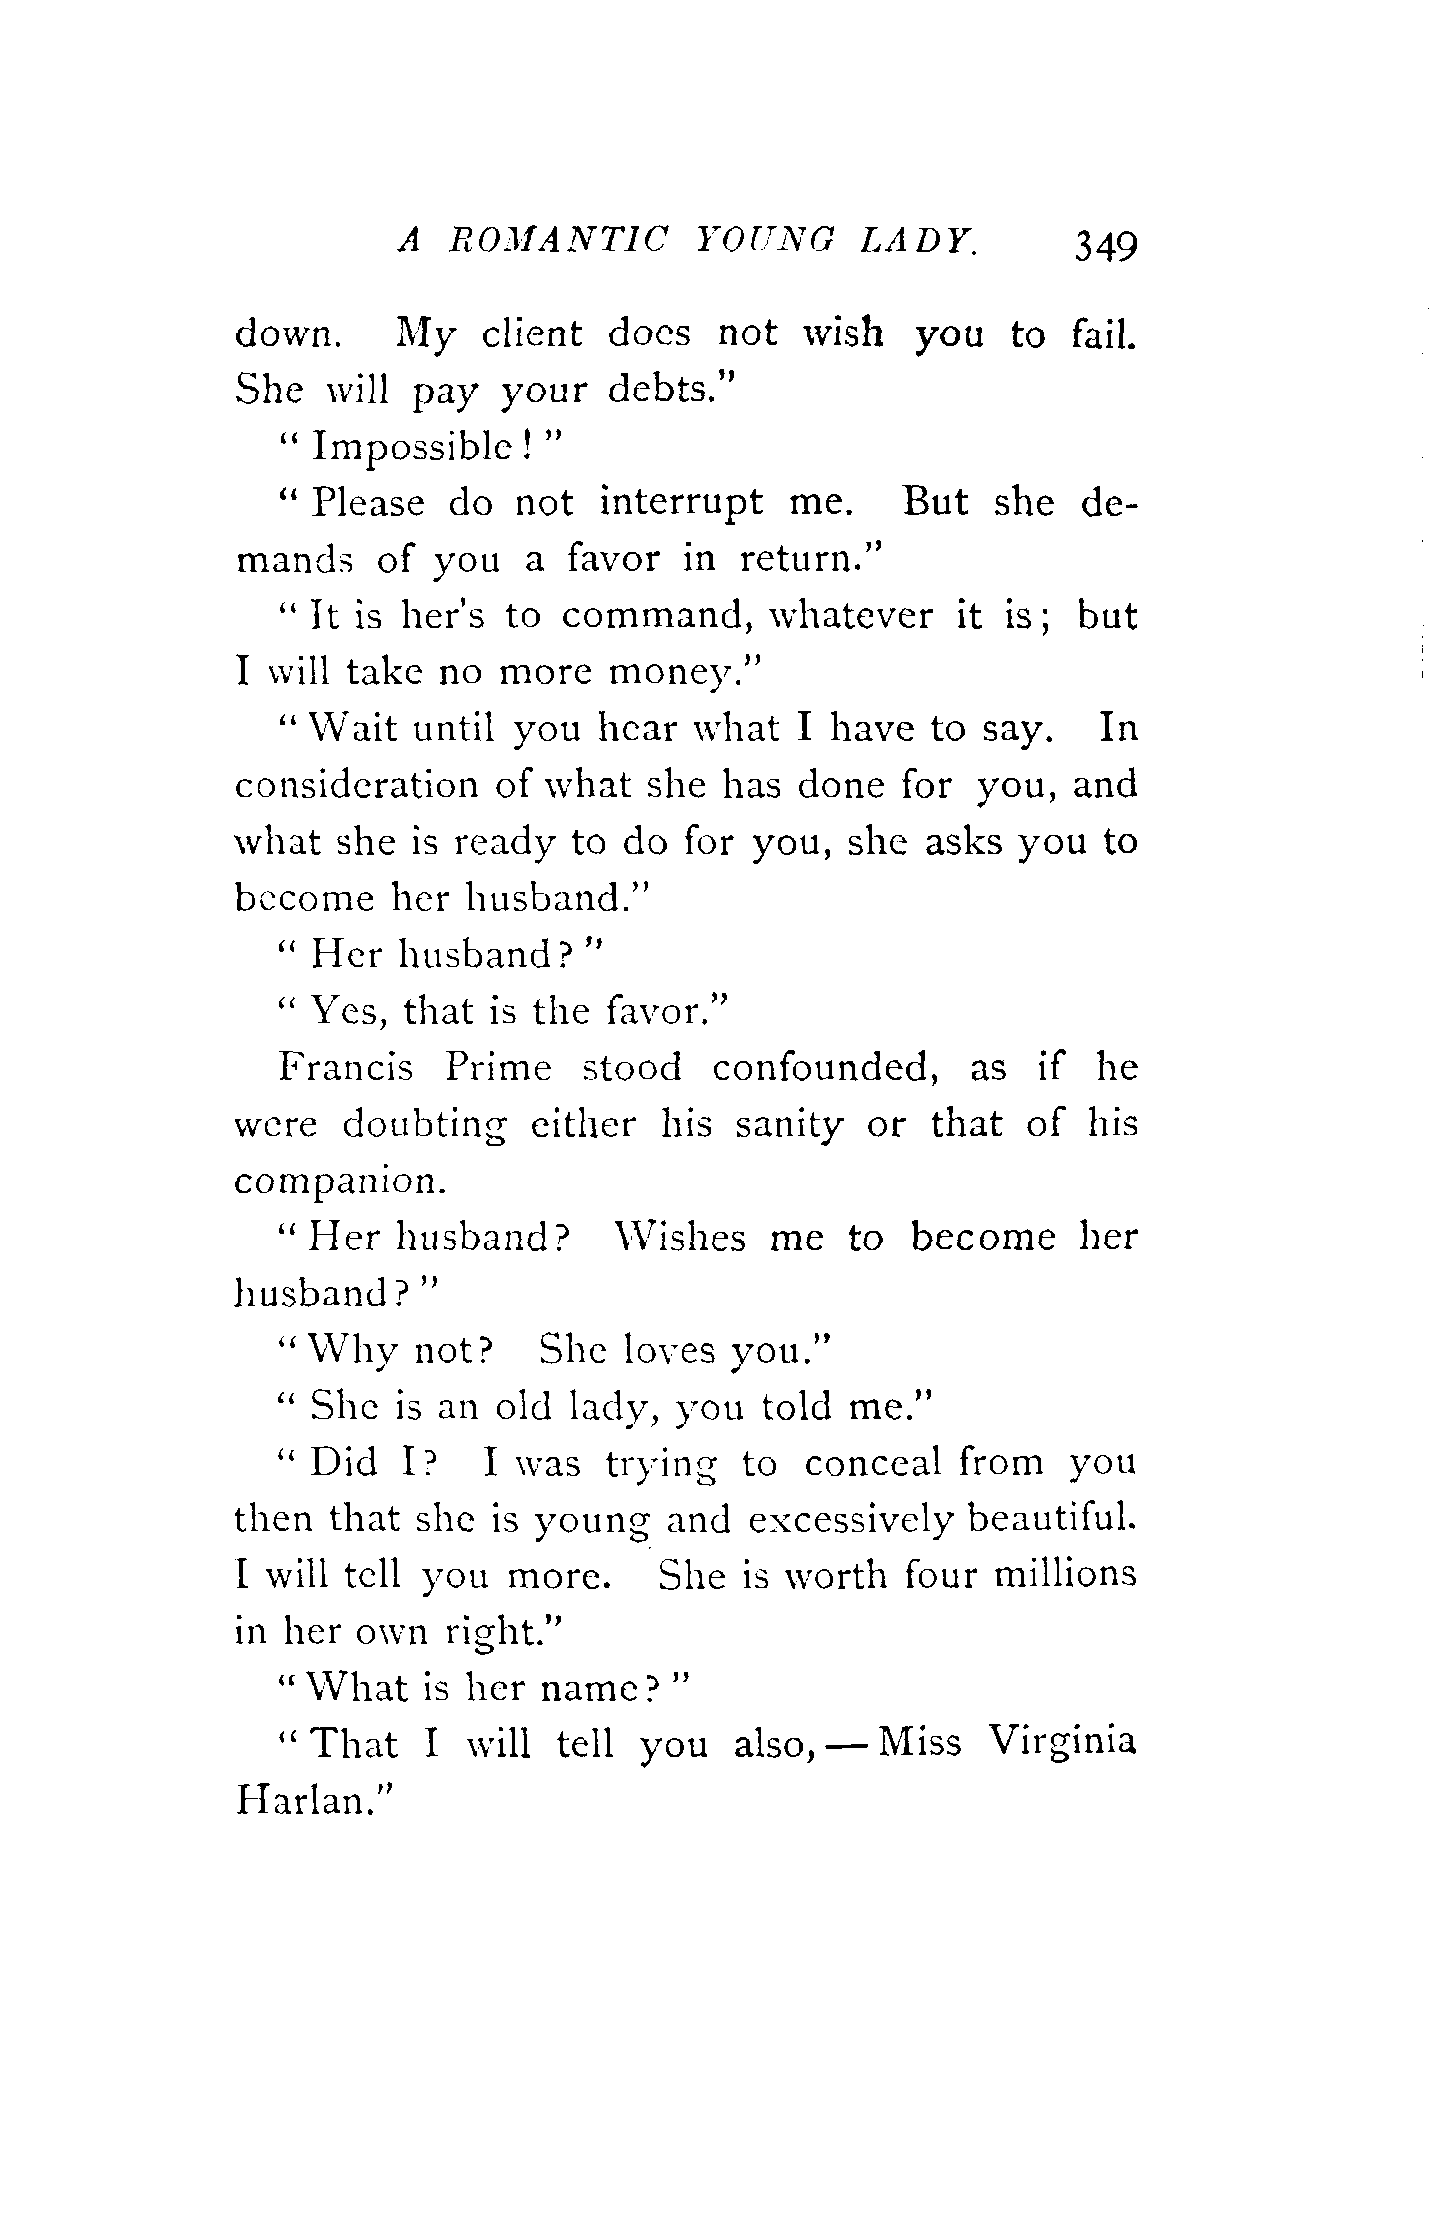 A ROMANTIC YOUNG LADY. 349
down. My client does not wish you to fail.
She will pay your debts."
" Impossible ! "
" Please do not interrupt me. But she de-
mands of you a favor in return."
" It is her's to command, whatever it is ; but
I will take no more money."
" Wait until you hear what I have to say. In
consideration of what she has done for you, and
what she is ready to do for you, she asks you to
become her husband."
" Her husband ? "
" Yes, that is the favor."
Francis Prime stood confounded, as if he
were doubting either his sanity or that of his
companion.
" Her husband ? Wishes me to become her
husband ? "
" Why not ? She loves you."
" She is an old lady, you told me."
" Did I ? I was trying to conceal from you
then that she is young and excessively beautiful.
I will tell you more. She is worth four millions
in her own right."
" What is her name ? "
" That I will tell you also, — Miss Virginia
Harlan."